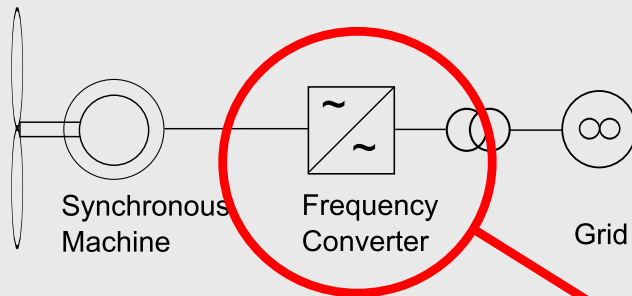 ~
~
Synchronous
Machine
Frequency
Converter
Grid